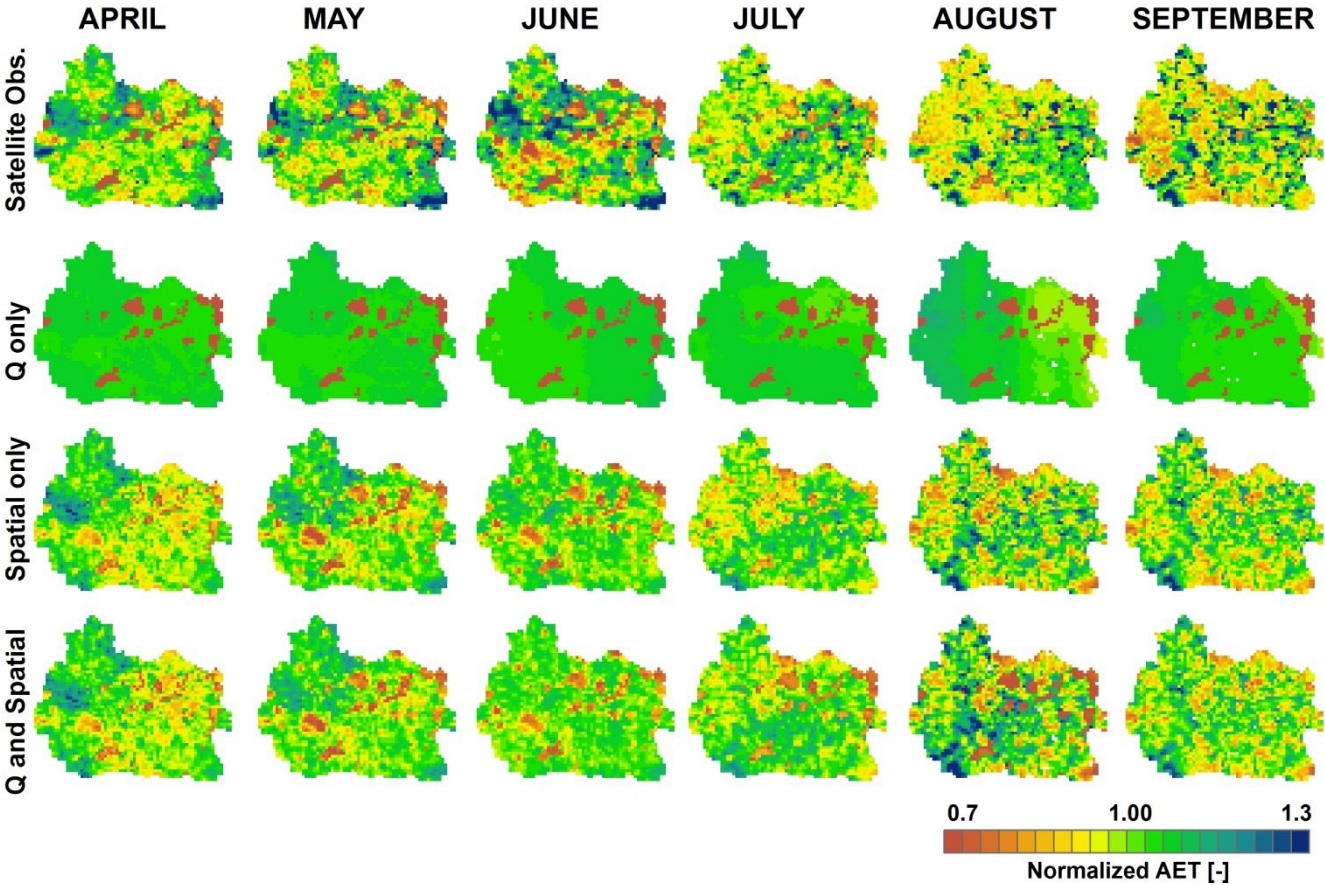 APRIL MAY JUNE JULY AUGUST SEPTEMBER
Satellite Obs.
Q only
Spatial only
Q and Spatial
0.7 1.00 1.3
Normalized AET [-]